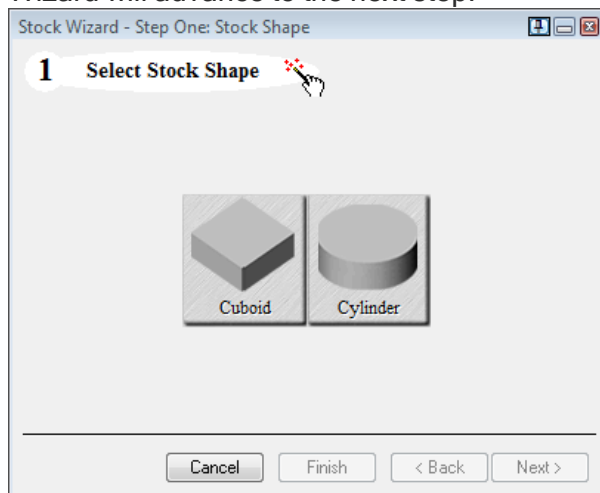 Wizard will advance to the next step.
Stock Wizard - Step One: Stock Shape
1 Select Stock Shape
Cuboid Cylinder
Cancel Finish < Back Next >